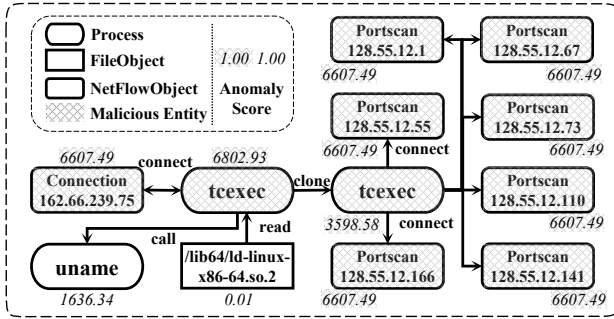 Process
FileObject
NetFlowObject
Malicious Entity
1.00 1.00
Anomaly
Score
Portscan
128.55.12.1
6607.49
Portscan
128.55.12.67
6607.49
Portscan
128.55.12.55
6607.49
connect
Portscan
128.55.12.73
6607.49
6607.49
Connection
162.66.239.75
connect
6802.93
tcexec
clone
tcexec
3598.58
connect
Portscan
128.55.12.110
6607.49
call
read
uname
1636.34
/lib64/ld-linux-
x86-64.so.2
0.01
Portscan
128.55.12.166
6607.49
Portscan
128.55.12.141
6607.49